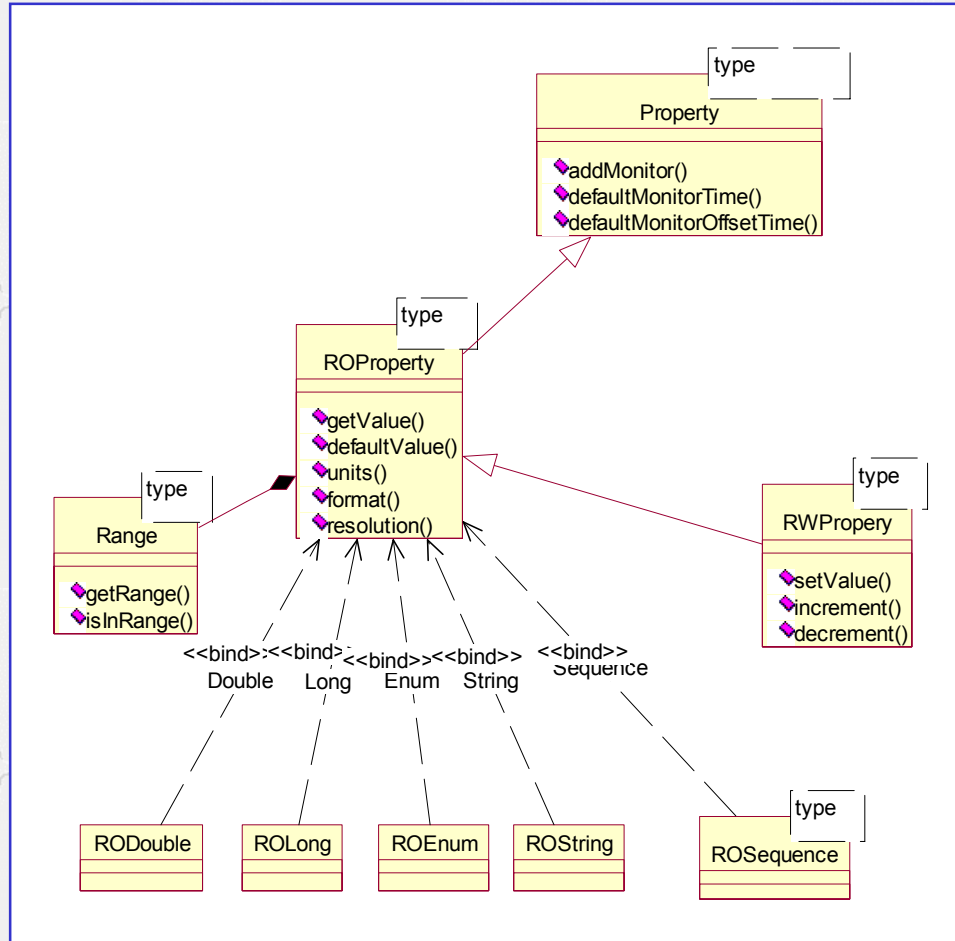 type
Property
addMonitor()
defaultMonitorTime()
defaultMonitorOffsetTime()
type
ROProperty
getValue()
defaultValue()
units()
format()
resolution()
type
Range
getRange()
isInRange()
type
RWPropery
setValue()
increment()
decrement()
<<bind>>
Double
<<bind>>
Long
<<bind>>
Enum
<<bind>>
String
<<bind>>
Sequence
RODouble
ROLong
ROEnum
ROString
type
ROSequence